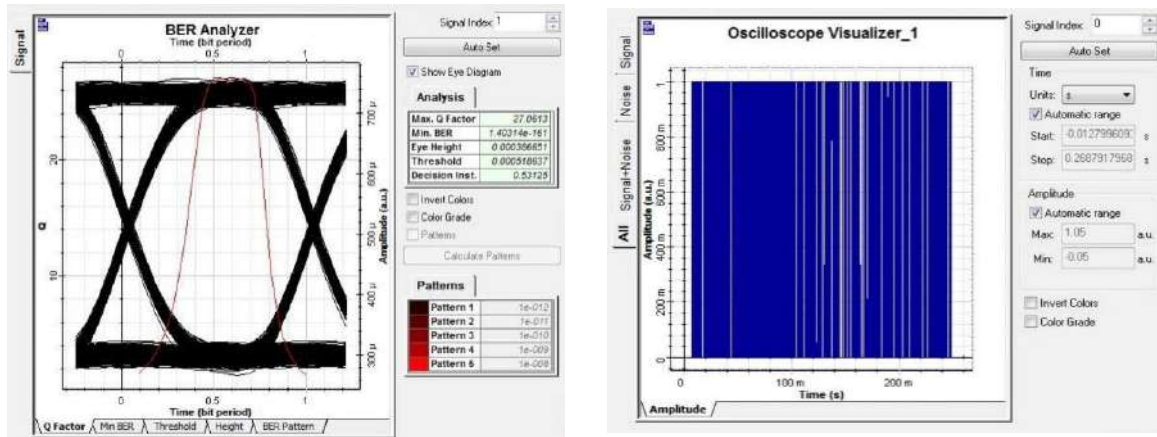 BER Analyzer
Time (bit period)
0 0.5 1
Signal
Q
10 20
Amplitude (a.u.)
300 µ 400 µ 500 µ 600 µ 700 µ
0 0.5 1
Time (bit period)
Q Factor Min BER Threshold Height BER Pattern
Signal Index: 1
Auto Set
Show Eye Diagram
Analysis
Max. Q Factor 27.0613
Min. BER 1.40314e-161
Eye Height 0.000386651
Threshold 0.000518637
Decision Inst. 0.53125
Invert Colors
Color Grade
Patterns
Calculate Patterns
Patterns
Pattern 1 1e-012
Pattern 2 1e-011
Pattern 3 1e-010
Pattern 4 1e-009
Pattern 5 1e-008
Oscilloscope Visualizer_1
Signal
Noise
Signal+Noise
All
Amplitude (a.u.)
0 200 m 400 m 600 m 800 m 1
0 100 m 200 m
Time (s)
Amplitude
Signal Index: 0
Auto Set
Time
Units: s
Automatic range
Start: -0.012799609 s
Stop: 0.2687917968 s
Amplitude
Automatic range
Max: 1.05 a.u.
Min: -0.05 a.u.
Invert Colors
Color Grade